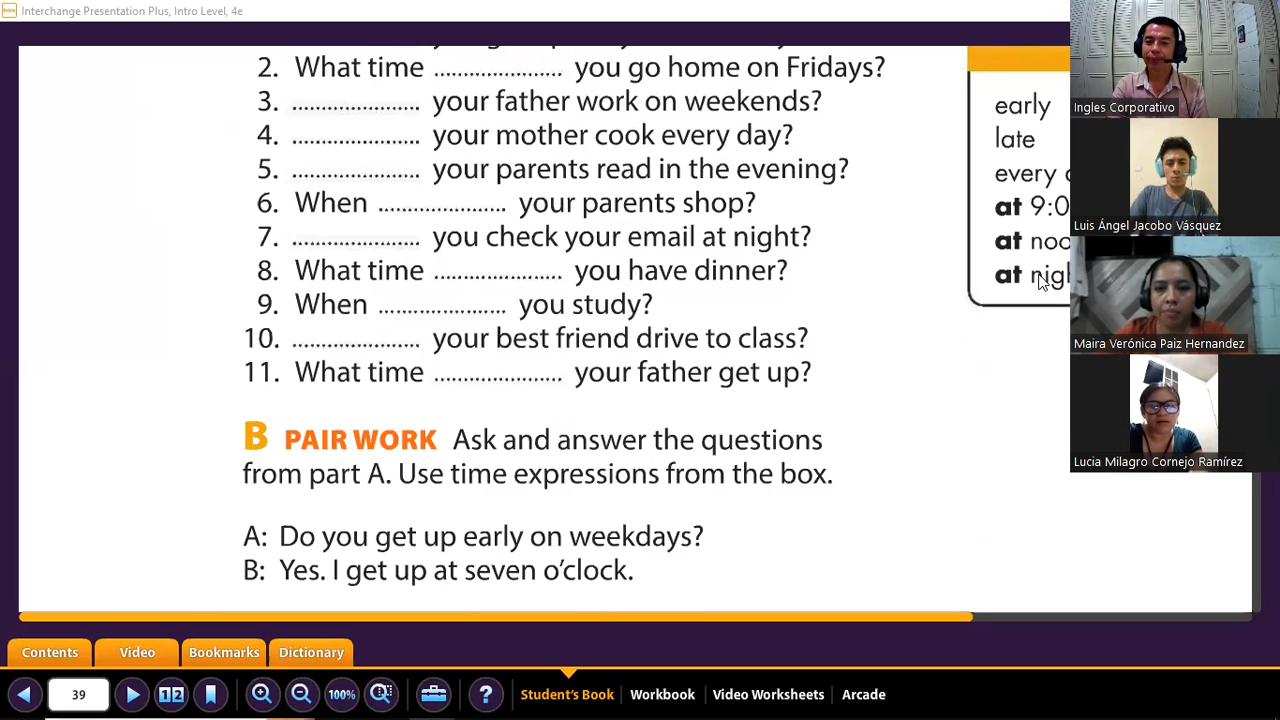 Interchange Presentation Plus, Intro Level, 4e
2. What time ...................... you go home on Fridays?
3. ...................... your father work on weekends?
4. ...................... your mother cook every day?
5. ...................... your parents read in the evening?
6. When ...................... your parents shop?
7. ...................... you check your email at night?
8. What time ...................... you have dinner?
9. When ...................... you study?
10. ...................... your best friend drive to class?
11. What time ...................... your father get up?
early
late
every
at 9:0
at noo
at nigh
B PAIR WORK Ask and answer the questions
from part A. Use time expressions from the box.
A: Do you get up early on weekdays?
B: Yes. I get up at seven o’clock.
Ingles Corporativo
Luis Ángel Jacobo Vásquez
Maira Verónica Paiz Hernandez
Lucia Milagro Cornejo Ramírez
Contents Video Bookmarks Dictionary
39 1 2 100% ? Student's Book Workbook Video Worksheets Arcade